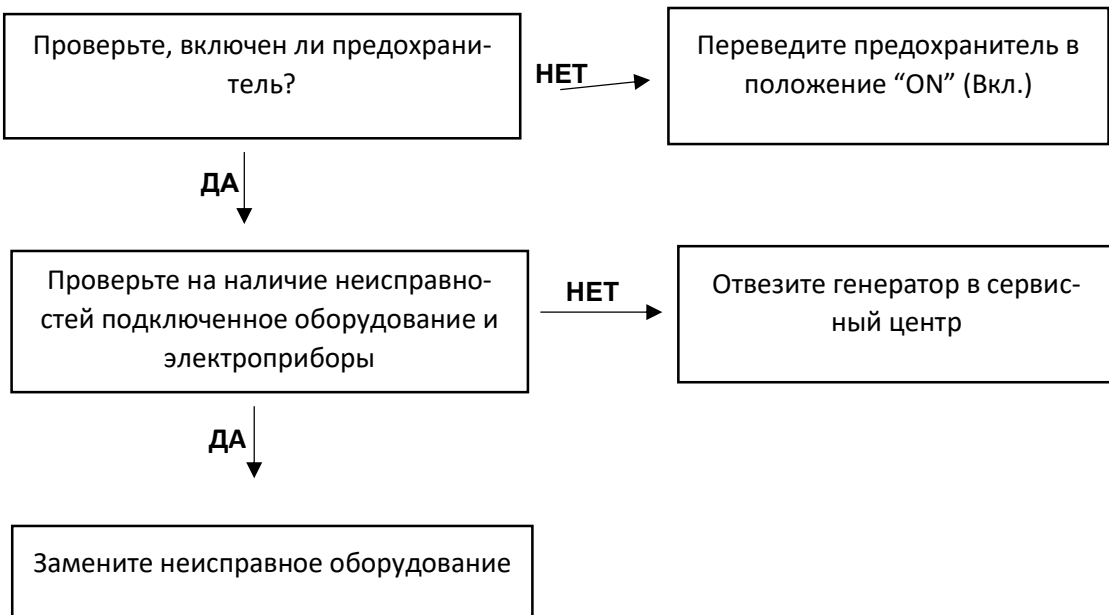 Проверьте, включен ли предохрани-
тель?
НЕТ
Переведите предохранитель в
положение “ON” (Вкл.)
ДА
Проверьте на наличие неисправно-
стей подключенное оборудование и
электроприборы
НЕТ
Отвезите генератор в сервис-
ный центр
ДА
Замените неисправное оборудование